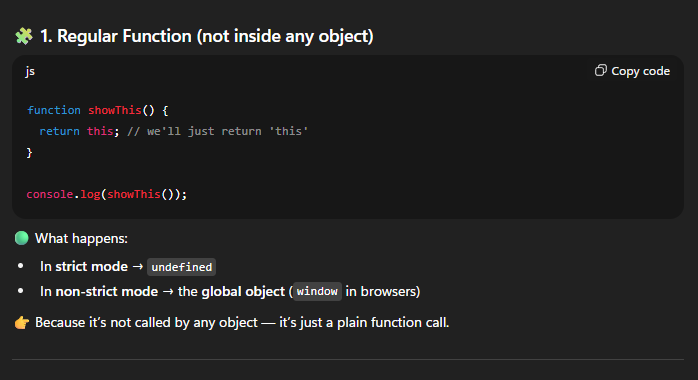 🧩 1. Regular Function (not inside any object)
js
Copy code
function showThis() {
  return this; // we'll just return 'this'
}
console.log(showThis());
🟢 What happens:
• In strict mode → undefined
• In non-strict mode → the global object (window in browsers)
👉 Because it’s not called by any object — it’s just a plain function call.